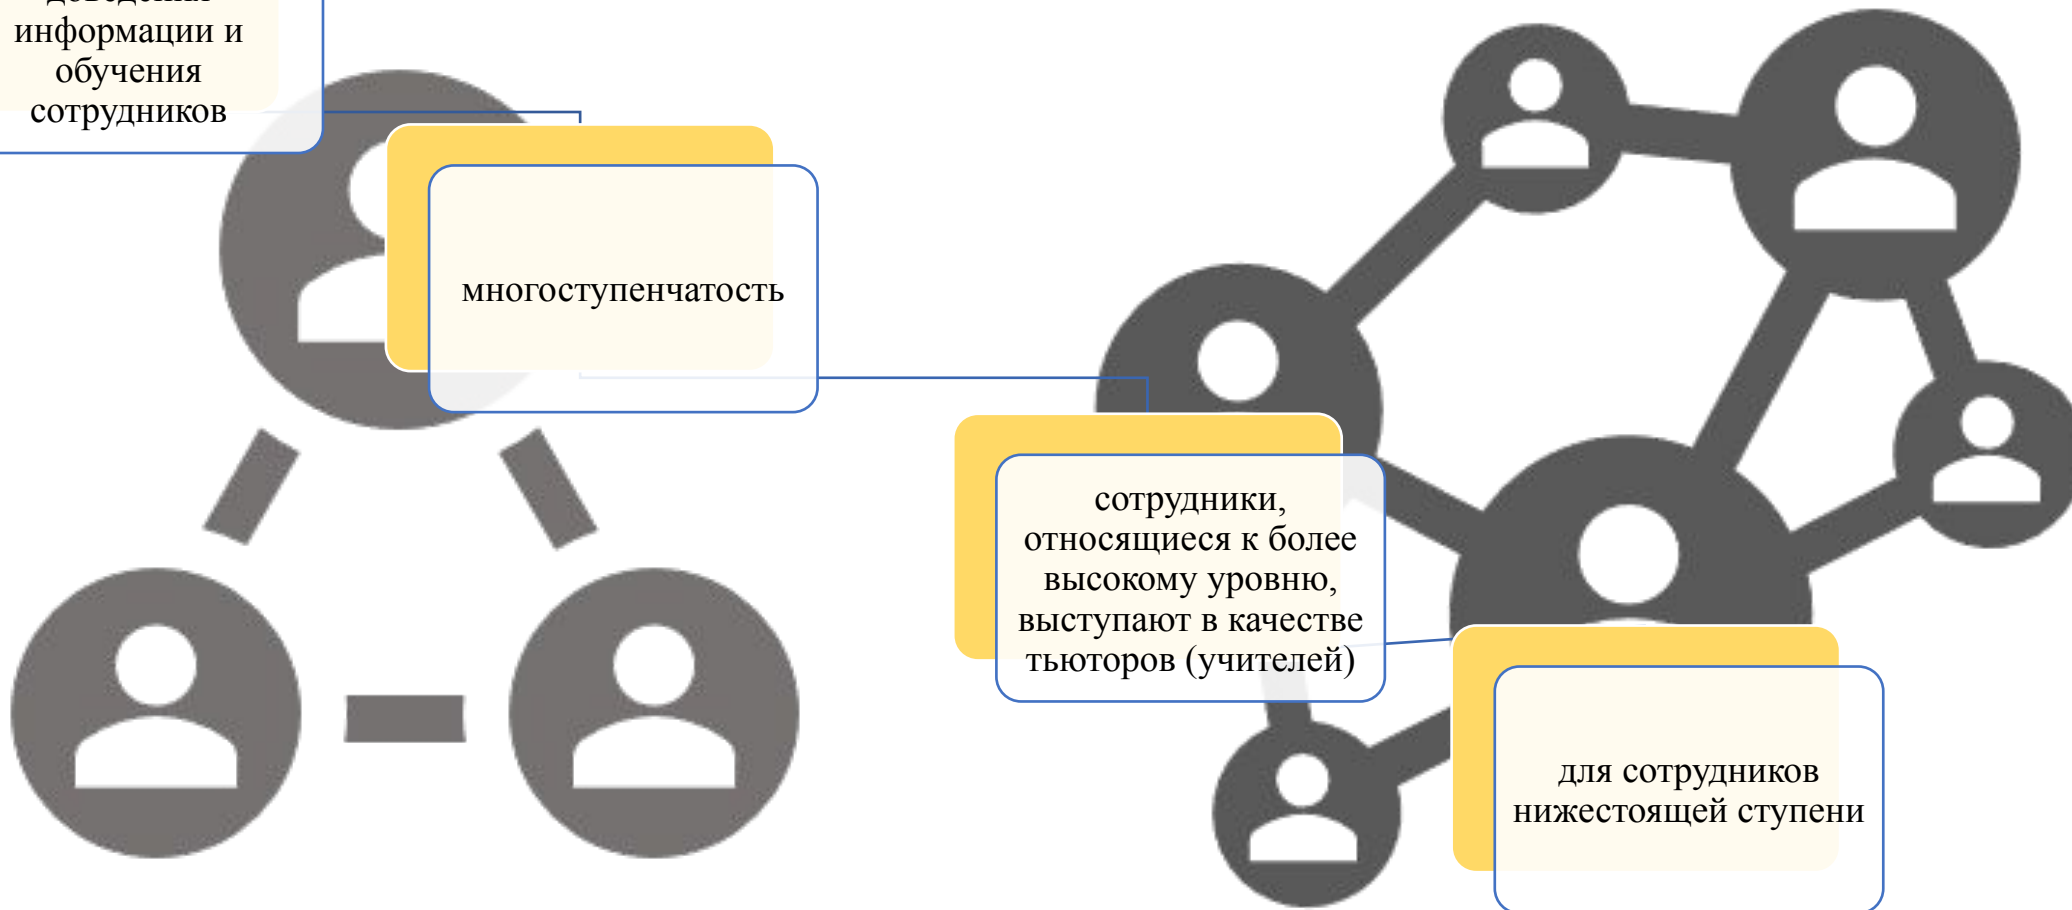 информации и
обучения
сотрудников
многоступенчатость
сотрудники,
относящиеся к более
высокому уровню,
выступают в качестве
тьюторов (учителей)
для сотрудников
нижестоящей ступени